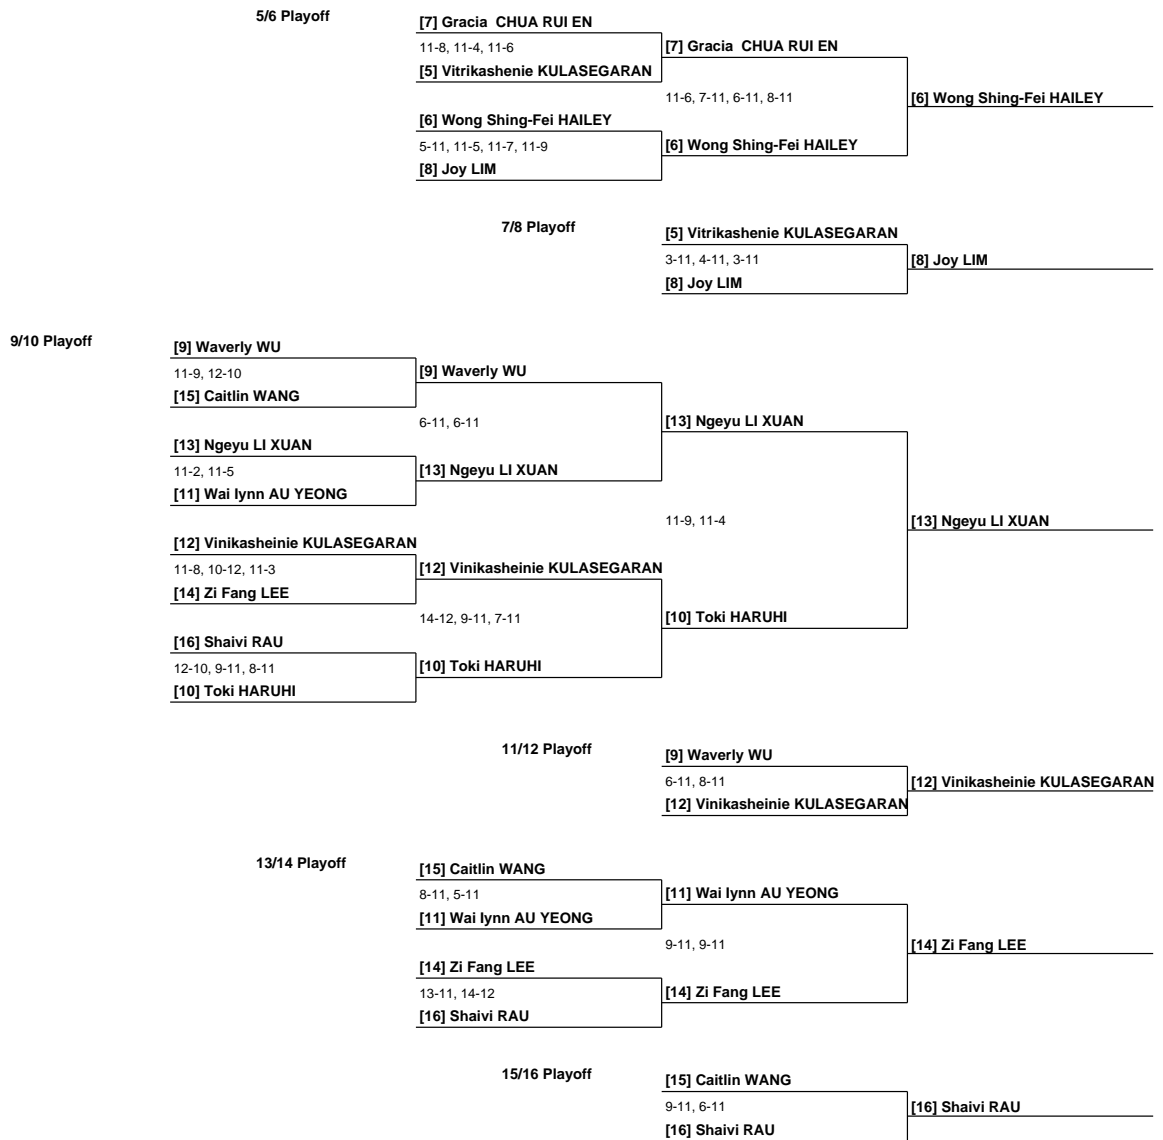 5/6 Playoff
[7] Gracia  CHUA RUI EN
11-8, 11-4, 11-6
[7] Gracia  CHUA RUI EN
[5] Vitrikashenie KULASEGARAN
11-6, 7-11, 6-11, 8-11
[6] Wong Shing-Fei HAILEY
[6] Wong Shing-Fei HAILEY
5-11, 11-5, 11-7, 11-9
[6] Wong Shing-Fei HAILEY
[8] Joy LIM
7/8 Playoff
[5] Vitrikashenie KULASEGARAN
3-11, 4-11, 3-11
[8] Joy LIM
[8] Joy LIM
9/10 Playoff
[9] Waverly WU
11-9, 12-10
[9] Waverly WU
[15] Caitlin WANG
6-11, 6-11
[13] Ngeyu LI XUAN
[13] Ngeyu LI XUAN
11-2, 11-5
[13] Ngeyu LI XUAN
[11] Wai lynn AU YEONG
11-9, 11-4
[13] Ngeyu LI XUAN
[12] Vinikasheinie KULASEGARAN
11-8, 10-12, 11-3
[12] Vinikasheinie KULASEGARAN
[14] Zi Fang LEE
14-12, 9-11, 7-11
[10] Toki HARUHI
[16] Shaivi RAU
12-10, 9-11, 8-11
[10] Toki HARUHI
[10] Toki HARUHI
11/12 Playoff
[9] Waverly WU
6-11, 8-11
[12] Vinikasheinie KULASEGARAN
[12] Vinikasheinie KULASEGARAN
13/14 Playoff
[15] Caitlin WANG
8-11, 5-11
[11] Wai lynn AU YEONG
[11] Wai lynn AU YEONG
9-11, 9-11
[14] Zi Fang LEE
[14] Zi Fang LEE
13-11, 14-12
[14] Zi Fang LEE
[16] Shaivi RAU
15/16 Playoff
[15] Caitlin WANG
9-11, 6-11
[16] Shaivi RAU
[16] Shaivi RAU